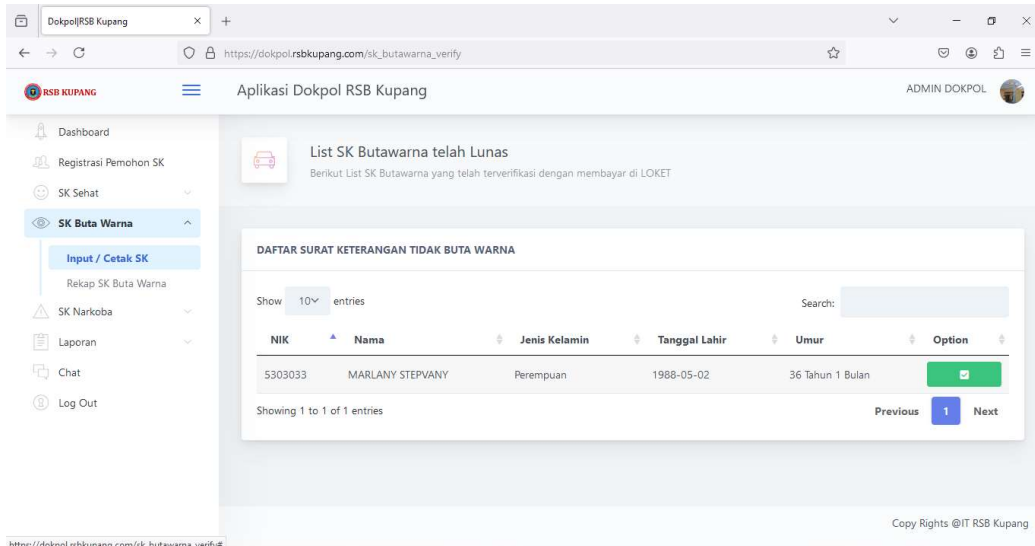 Dokpol|RSB Kupang
https://dokpol.rsbkupang.com/sk_butawarna_verify
RSB KUPANG
Aplikasi Dokpol RSB Kupang
ADMIN DOKPOL
Dashboard
Registrasi Pemohon SK
SK Sehat
SK Buta Warna
Input / Cetak SK
Rekap SK Buta Warna
SK Narkoba
Laporan
Chat
Log Out
List SK Butawarna telah Lunas
Berikut List SK Butawarna yang telah terverifikasi dengan membayar di LOKET
DAFTAR SURAT KETERANGAN TIDAK BUTA WARNA
Show 10 entries
Search:
NIK Nama Jenis Kelamin Tanggal Lahir Umur Option
5303033 MARLANY STEPVANY Perempuan 1988-05-02 36 Tahun 1 Bulan
Showing 1 to 1 of 1 entries
Previous 1 Next
Copy Rights @IT RSB Kupang
https://dokpol.rsbkupang.com/sk_butawarna_verify#